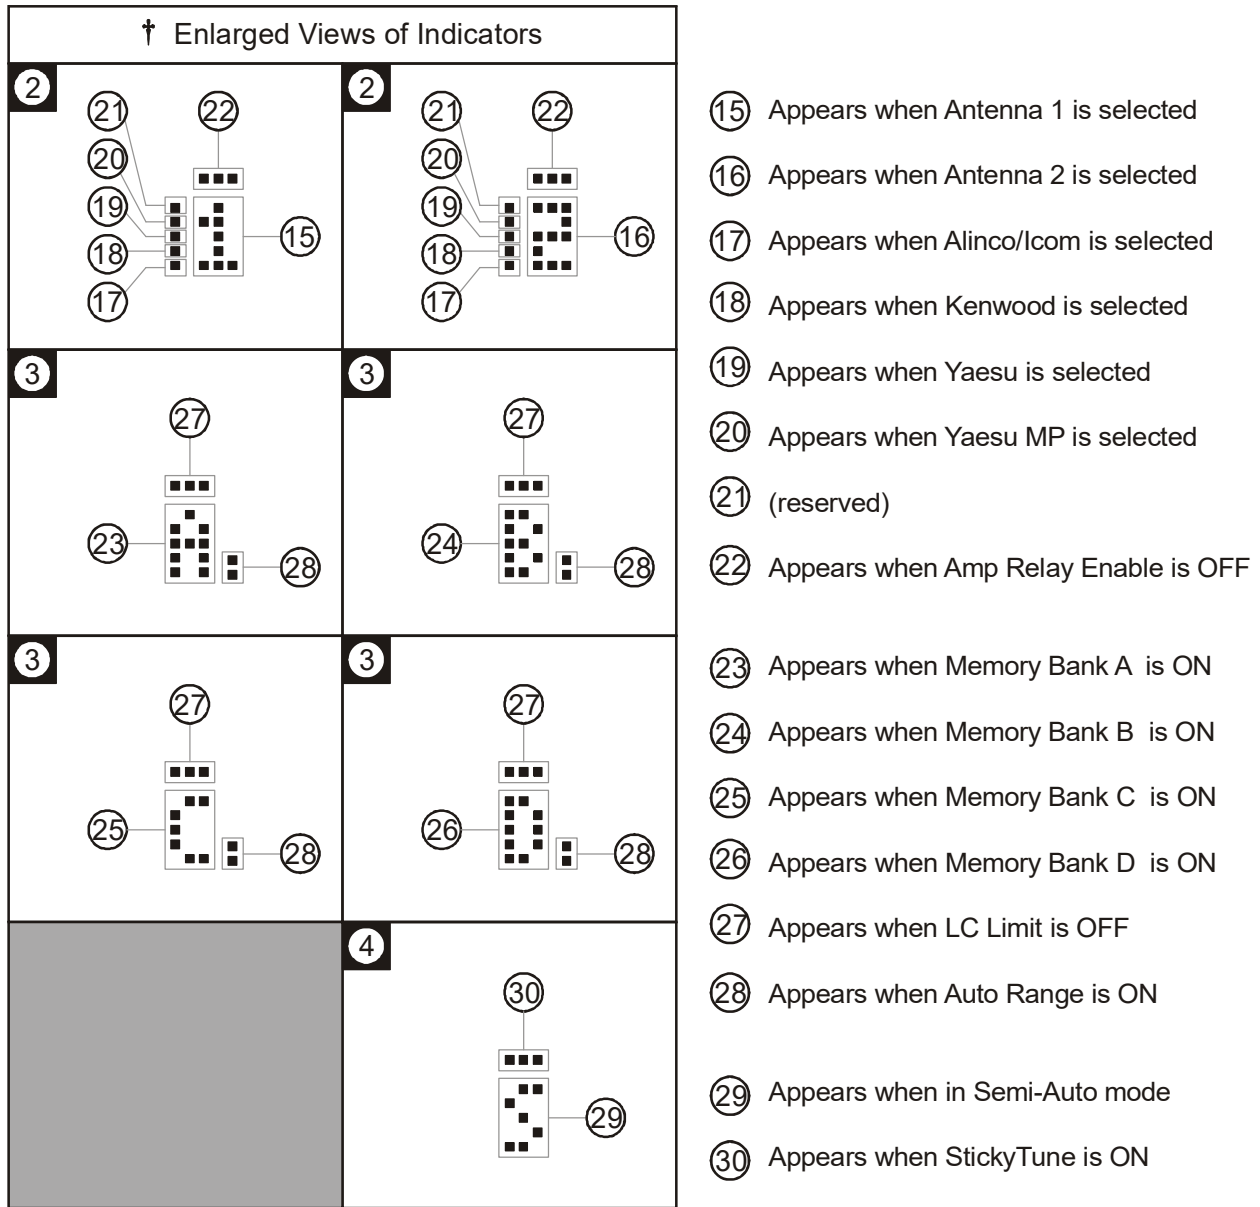 † Enlarged Views of Indicators
2
21
22
20
19
15
18
17
2
21
22
20
19
16
18
17
3
27
23
28
3
27
24
28
3
27
25
28
3
27
26
28
4
30
29
15 Appears when Antenna 1 is selected
16 Appears when Antenna 2 is selected
17 Appears when Alinco/Icom is selected
18 Appears when Kenwood is selected
19 Appears when Yaesu is selected
20 Appears when Yaesu MP is selected
21 (reserved)
22 Appears when Amp Relay Enable is OFF
23 Appears when Memory Bank A is ON
24 Appears when Memory Bank B is ON
25 Appears when Memory Bank C is ON
26 Appears when Memory Bank D is ON
27 Appears when LC Limit is OFF
28 Appears when Auto Range is ON
29 Appears when in Semi-Auto mode
30 Appears when StickyTune is ON